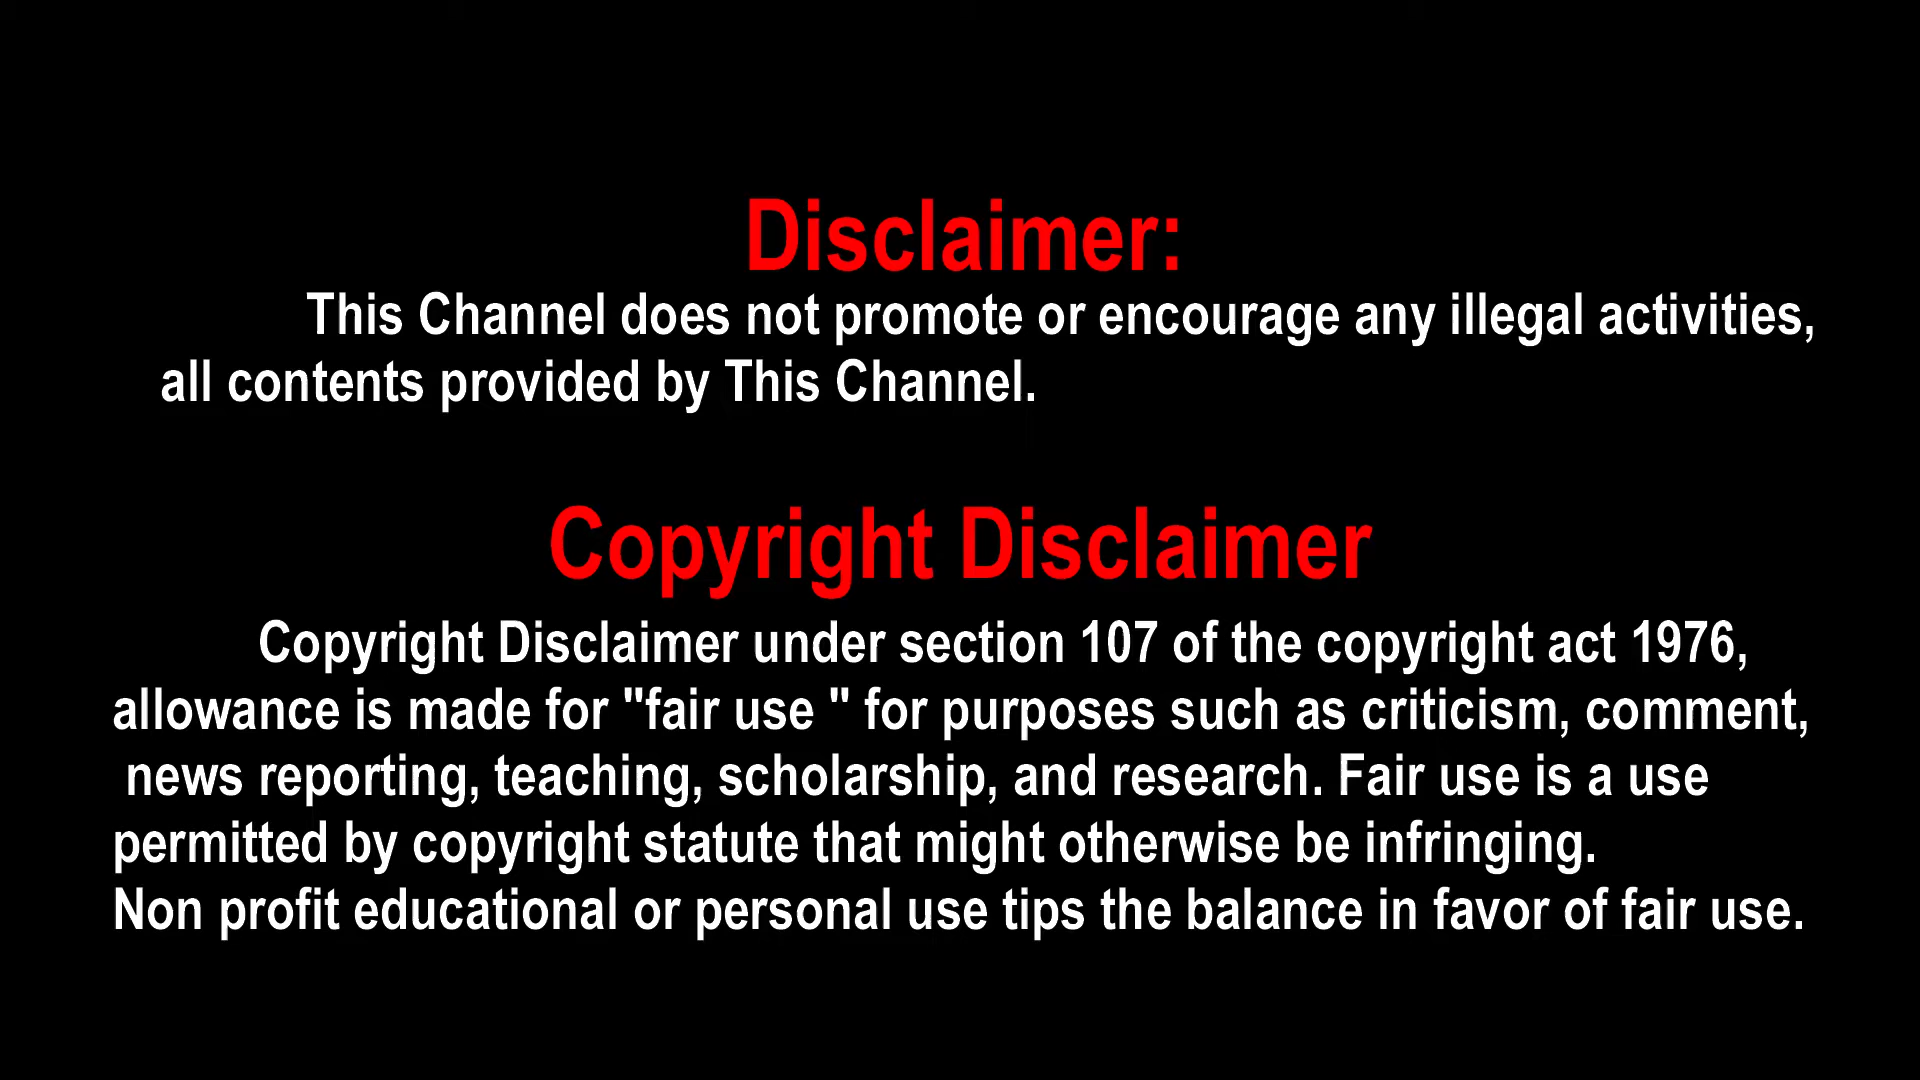 Disclaimer:
This Channel does not promote or encourage any illegal activities,
all contents provided by This Channel.
Copyright Disclaimer
Copyright Disclaimer under section 107 of the copyright act 1976,
allowance is made for "fair use " for purposes such as criticism, comment,
news reporting, teaching, scholarship, and research. Fair use is a use
permitted by copyright statute that might otherwise be infringing.
Non profit educational or personal use tips the balance in favor of fair use.